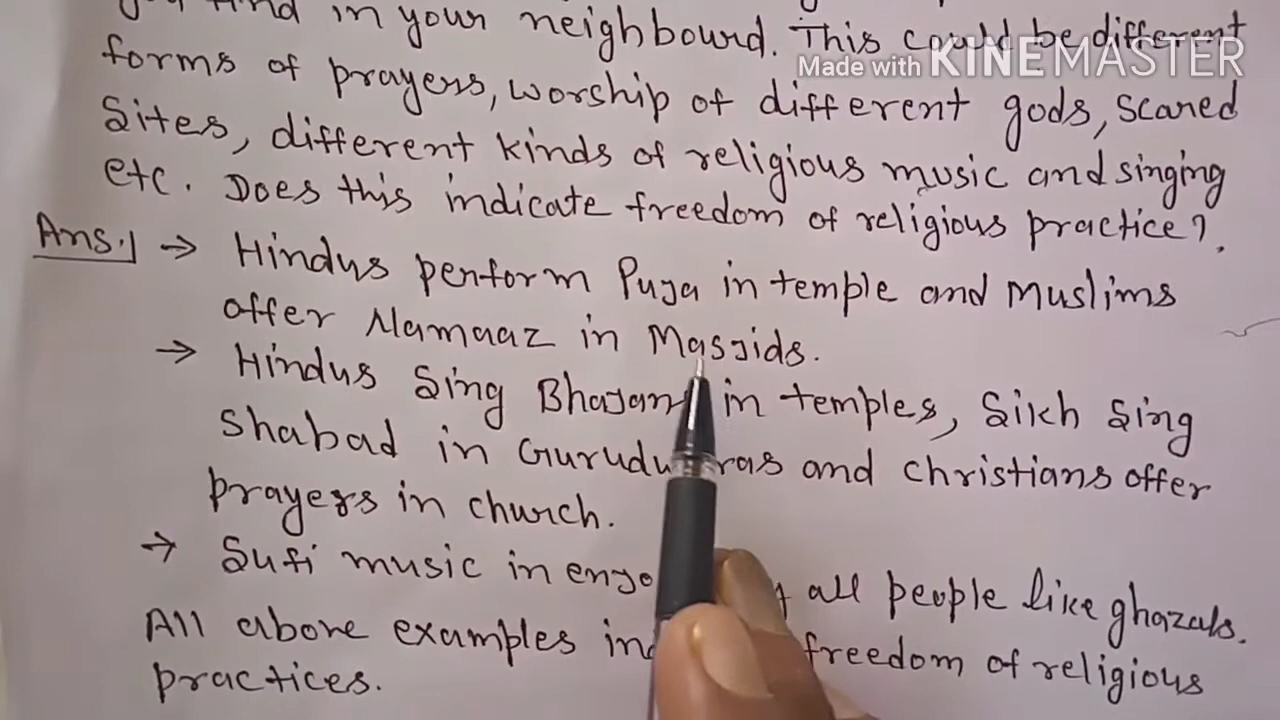 find in your neighbourd. This could be different
Made with KINEMASTER
forms of prayers, worship of different gods, scared
Sites, different kinds of religious music and singing
etc. Does this indicate freedom of religious practice?
Ans.1 → Hindus perform Puja in temple and Muslims
offer Namaaz in Masjids.
→ Hindus Sing Bhajans in temples, Sikh Sing
Shabad in and christians offer
prayers in church.
→ Sufi music in all people like ghazals.
All above examples freedom of religious
practices.